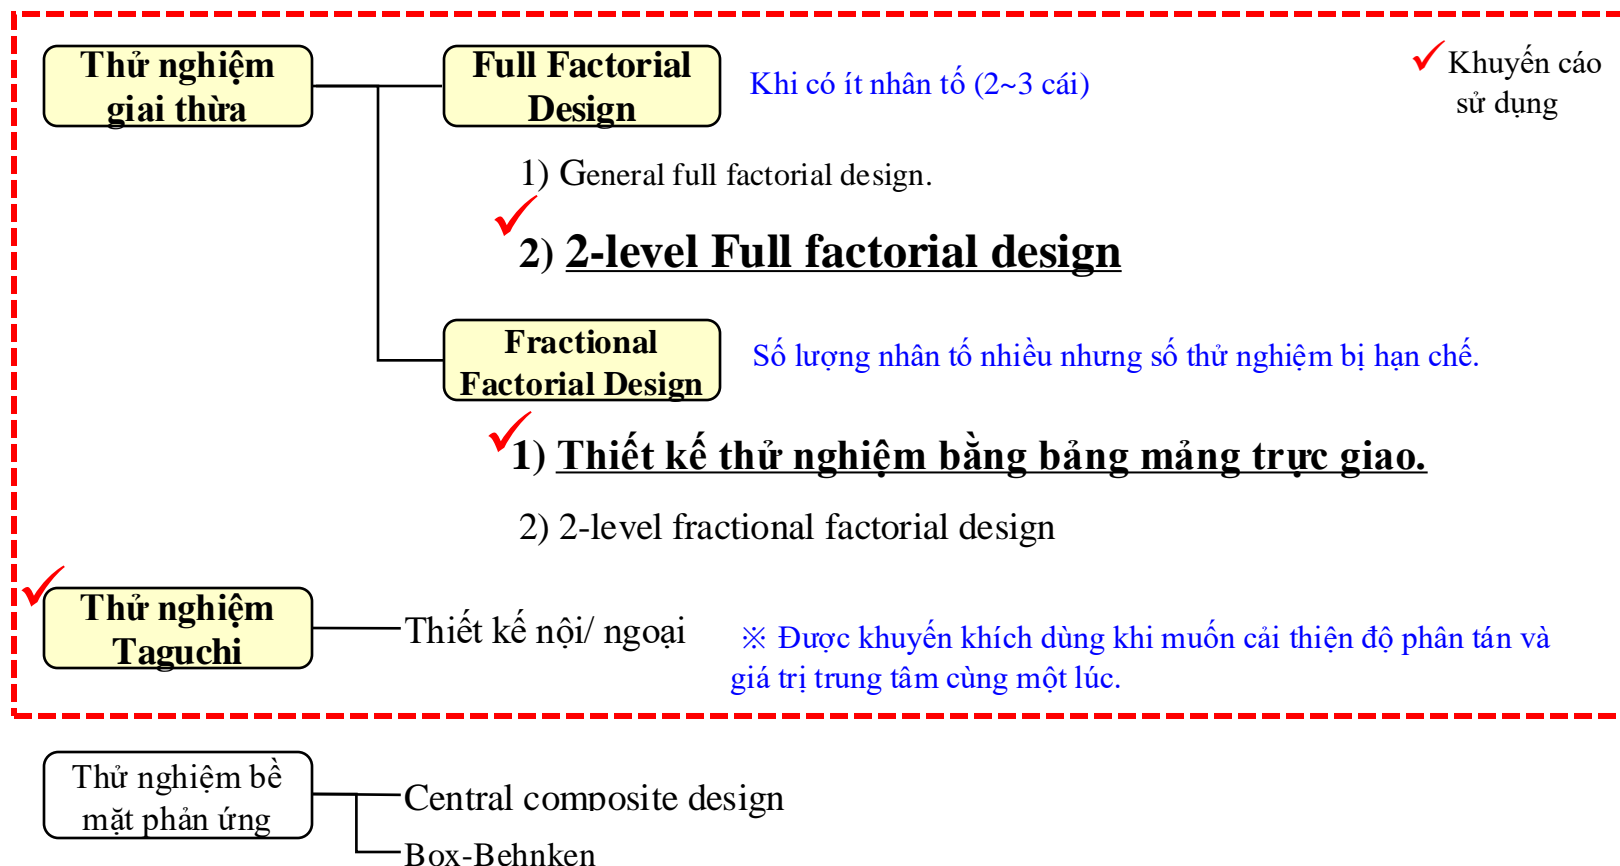 Thử nghiệm
giai thừa
Full Factorial
Design
Khi có ít nhân tố (2~3 cái)
Khuyến cáo
sử dụng
1) General full factorial design.
2) 2-level Full factorial design
Fractional
Factorial Design
Số lượng nhân tố nhiều nhưng số thử nghiệm bị hạn chế.
1) Thiết kế thử nghiệm bằng bảng mảng trực giao.
2) 2-level fractional factorial design
Thử nghiệm
Taguchi
Thiết kế nội/ ngoại
※ Được khuyến khích dùng khi muốn cải thiện độ phân tán và
giá trị trung tâm cùng một lúc.
Thử nghiệm bề
mặt phản ứng
Central composite design
Box-Behnken